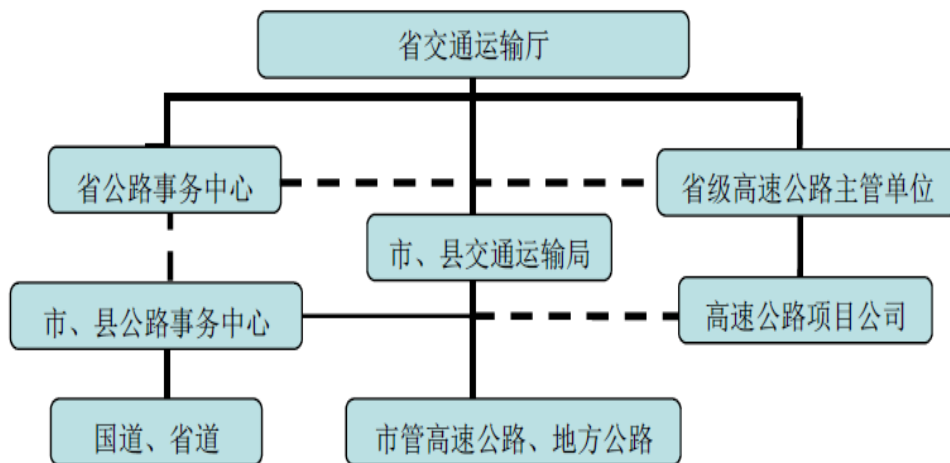 省交通运输厅
省公路事务中心
省级高速公路主管单位
市、县交通运输局
市、县公路事务中心
高速公路项目公司
国道、省道
市管高速公路、地方公路